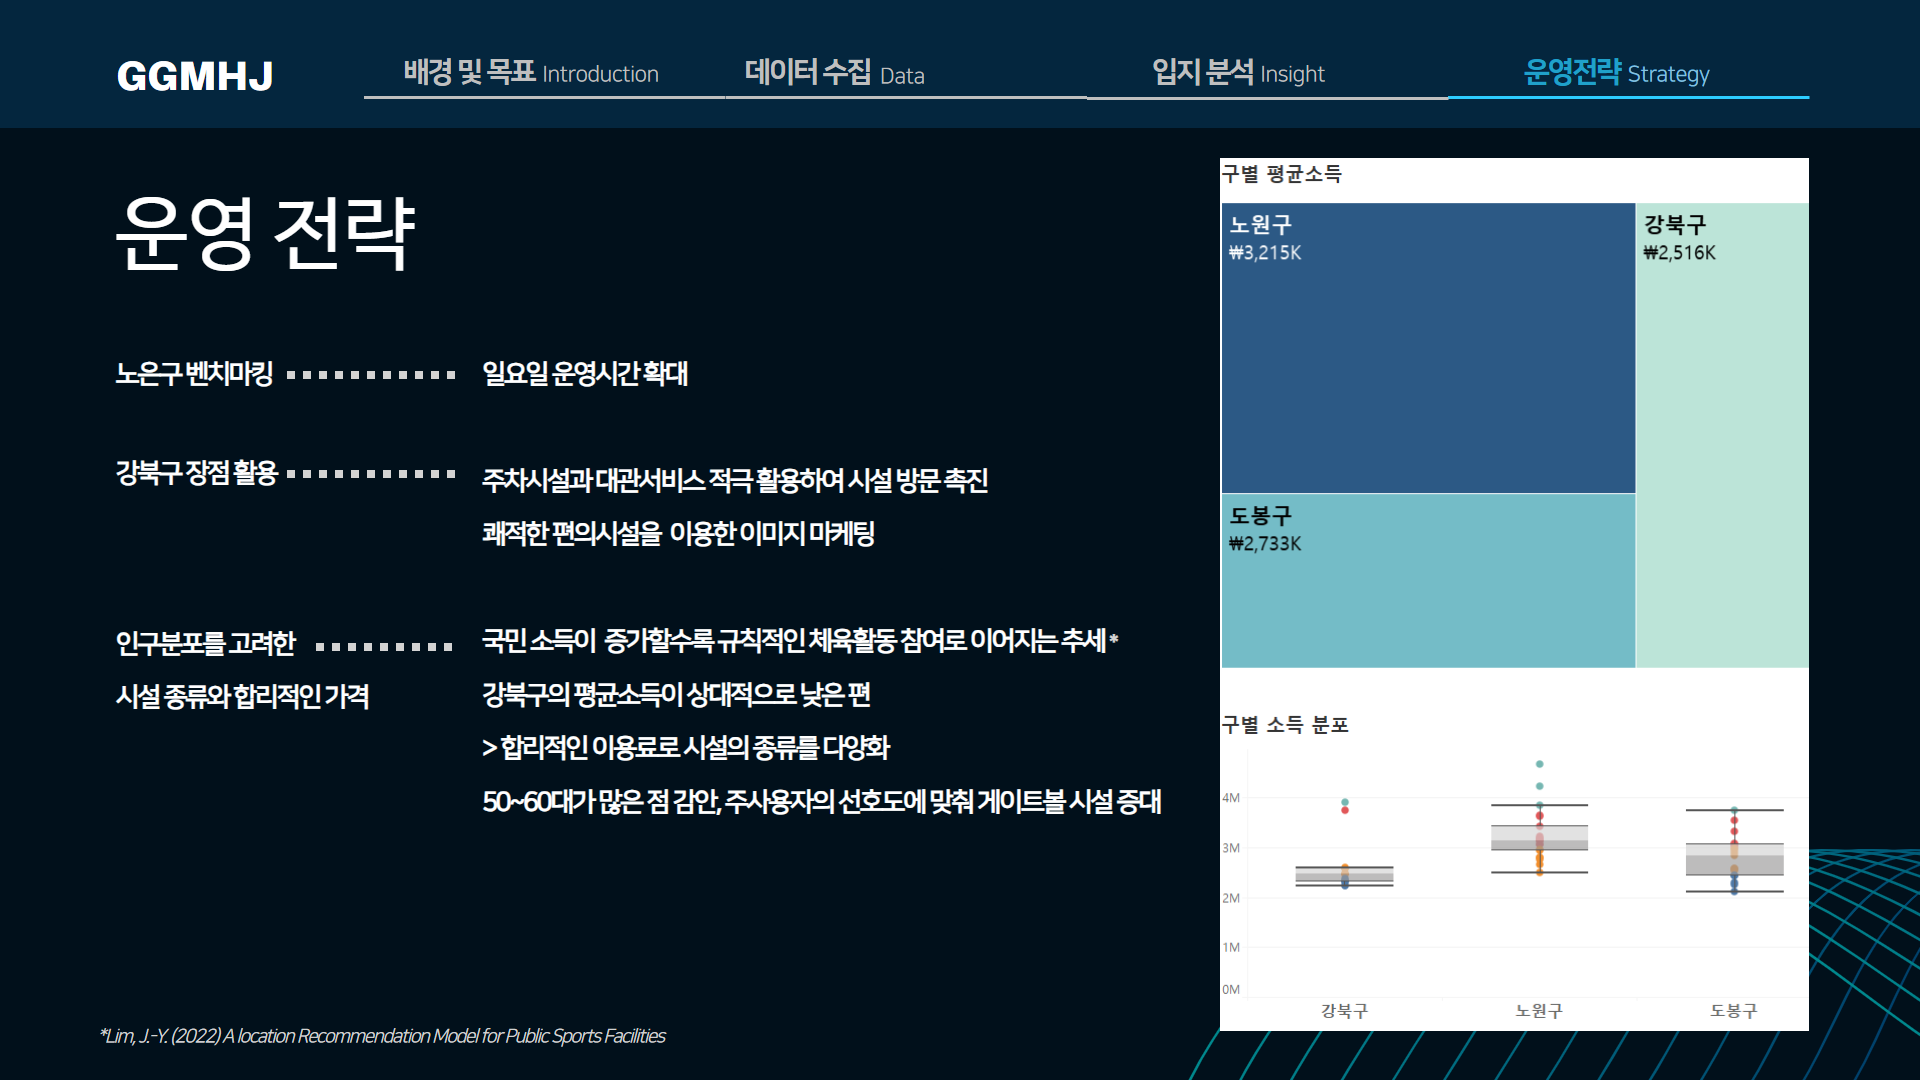 GGMHJ
배경 및 목표 Introduction
데이터 수집 Data
입지 분석 Insight
운영전략 Strategy
운영 전략
노은구 벤치마킹
일요일 운영시간 확대
강북구 장점 활용
주차시설과 대관서비스 적극 활용하여 시설 방문 촉진
쾌적한 편의시설을 이용한 이미지 마케팅
인구분포를 고려한
시설 종류와 합리적인 가격
국민 소득이 증가할수록 규칙적인 체육활동 참여로 이어지는 추세 *
강북구의 평균소득이 상대적으로 낮은 편
> 합리적인 이용료로 시설의 종류를 다양화
50~60대가 많은 점 감안, 주사용자의 선호도에 맞춰 게이트볼 시설 증대
*Lim, J.-Y. (2022) A location Recommendation Model for Public Sports Facilities
구별 평균소득
노원구
₩3,215K
강북구
₩2,516K
도봉구
₩2,733K
구별 소득 분포
4M
3M
2M
1M
0M
강북구
노원구
도봉구